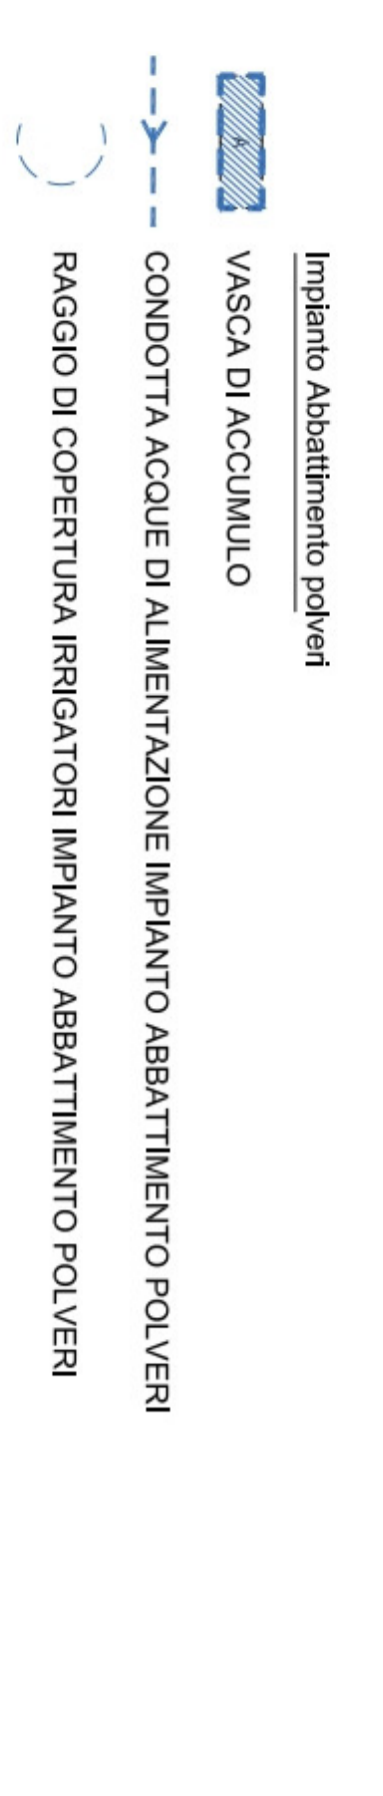 Impianto Abbattimento polveri
A
VASCA DI ACCUMULO
CONDOTTA ACQUE DI ALIMENTAZIONE IMPIANTO ABBATTIMENTO POLVERI
RAGGIO DI COPERTURA IRRIGATORI IMPIANTO ABBATTIMENTO POLVERI